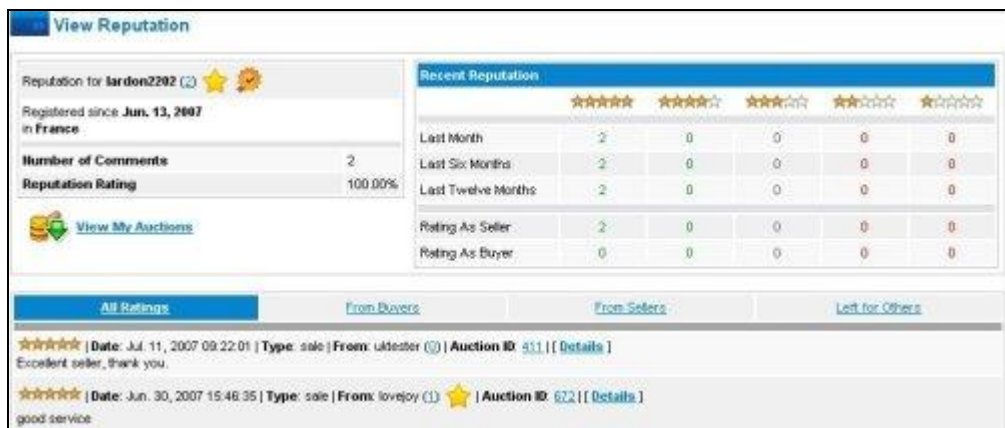 View Reputation
Reputation for lardon2202 (2)
Registered since Jun. 13, 2007
in France
Number of Comments 2
Reputation Rating 100.00%
View My Auctions
Recent Reputation
Last Month 2 0 0 0 0
Last Six Months 2 0 0 0 0
Last Twelve Months 2 0 0 0 0
Rating As Seller 2 0 0 0 0
Rating As Buyer 0 0 0 0 0
All Ratings From Buyers From Sellers Left for Others
| Date: Jul. 11, 2007 09:22:01 | Type: sale | From: uktester (0) | Auction ID: 411 | [ Details ]
Excellent seller, thank you.
| Date: Jun. 30, 2007 15:46:35 | Type: sale | From: lovejoy (1) | Auction ID: 672 | [ Details ]
good service